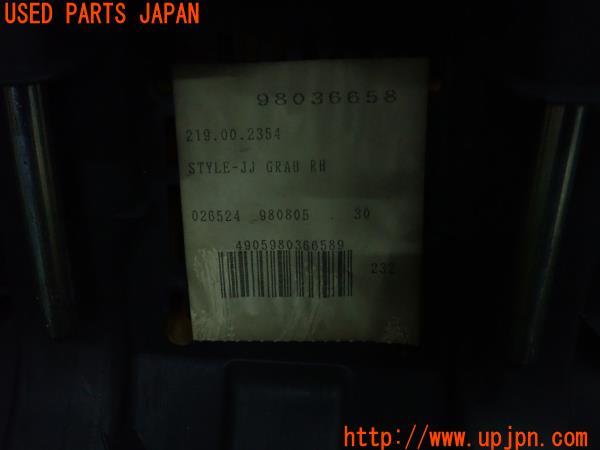 USED PARTS JAPAN
98036658
219.00.2354
STYLE-JJ GRAU RH
026524 980805 . 30
4905980366589
232
http://www.upjpn.com